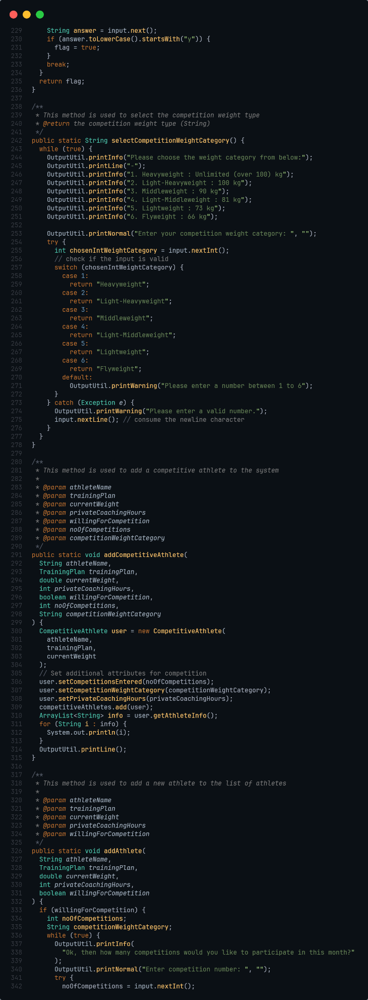 229 String answer = input.next();
230 if (answer.toLowerCase().startsWith("y")) {
231 flag = true;
232 }
233 break;
234 }
235 return flag;
236 }
237
238 /**
239 * This method is used to select the competition weight type
240 * @return the competition weight type (String)
241 */
242 public static String selectCompetitionWeightCategory() {
243 while (true) {
244 OutputUtil.printInfo("Please choose the weight category from below:");
245 OutputUtil.printLine("-");
246 OutputUtil.printInfo("1. Heavyweight : Unlimited (over 100) kg");
247 OutputUtil.printInfo("2. Light-Heavyweight : 100 kg");
248 OutputUtil.printInfo("3. Middleweight : 90 kg");
249 OutputUtil.printInfo("4. Light-Middleweight : 81 kg");
250 OutputUtil.printInfo("5. Lightweight : 73 kg");
251 OutputUtil.printInfo("6. Flyweight : 66 kg");
252
253 OutputUtil.printNormal("Enter your competition weight category: ", "");
254 try {
255 int chosenIntWeightCategory = input.nextInt();
256 // check if the input is valid
257 switch (chosenIntWeightCategory) {
258 case 1:
259 return "Heavyweight";
260 case 2:
261 return "Light-Heavyweight";
262 case 3:
263 return "Middleweight";
264 case 4:
265 return "Light-Middleweight";
266 case 5:
267 return "Lightweight";
268 case 6:
269 return "Flyweight";
270 default:
271 OutputUtil.printWarning("Please enter a number between 1 to 6");
272 }
273 } catch (Exception e) {
274 OutputUtil.printWarning("Please enter a valid number.");
275 input.nextLine(); // consume the newline character
276 }
277 }
278 }
279
280 /**
281 * This method is used to add a competitive athlete to the system
282 *
283 * @param athleteName
284 * @param trainingPlan
285 * @param currentWeight
286 * @param privateCoachingHours
287 * @param willingForCompetition
288 * @param noOfCompetitions
289 * @param competitionWeightCategory
290 */
291 public static void addCompetitiveAthlete(
292 String athleteName,
293 TrainingPlan trainingPlan,
294 double currentWeight,
295 int privateCoachingHours,
296 boolean willingForCompetition,
297 int noOfCompetitions,
298 String competitionWeightCategory
299 ) {
300 CompetitiveAthlete user = new CompetitiveAthlete(
301 athleteName,
302 trainingPlan,
303 currentWeight
304 );
305 // Set additional attributes for competition
306 user.setCompetitionsEntered(noOfCompetitions);
307 user.setCompetitionWeightCategory(competitionWeightCategory);
308 user.setPrivateCoachingHours(privateCoachingHours);
309 competitiveAthletes.add(user);
310 ArrayList<String> info = user.getAthleteInfo();
311 for (String i : info) {
312 System.out.println(i);
313 }
314 OutputUtil.printLine();
315 }
316
317 /**
318 * This method is used to add a new athlete to the list of athletes
319 *
320 * @param athleteName
321 * @param trainingPlan
322 * @param currentWeight
323 * @param privateCoachingHours
324 * @param willingForCompetition
325 */
326 public static void addAthlete(
327 String athleteName,
328 TrainingPlan trainingPlan,
329 double currentWeight,
330 int privateCoachingHours,
331 boolean willingForCompetition
332 ) {
333 if (willingForCompetition) {
334 int noOfCompetitions;
335 String competitionWeightCategory;
336 while (true) {
337 OutputUtil.printInfo(
338 "Ok, then how many competitions would you like to participate in this month?"
339 );
340 OutputUtil.printNormal("Enter competition number: ", "");
341 try {
342 noOfCompetitions = input.nextInt();